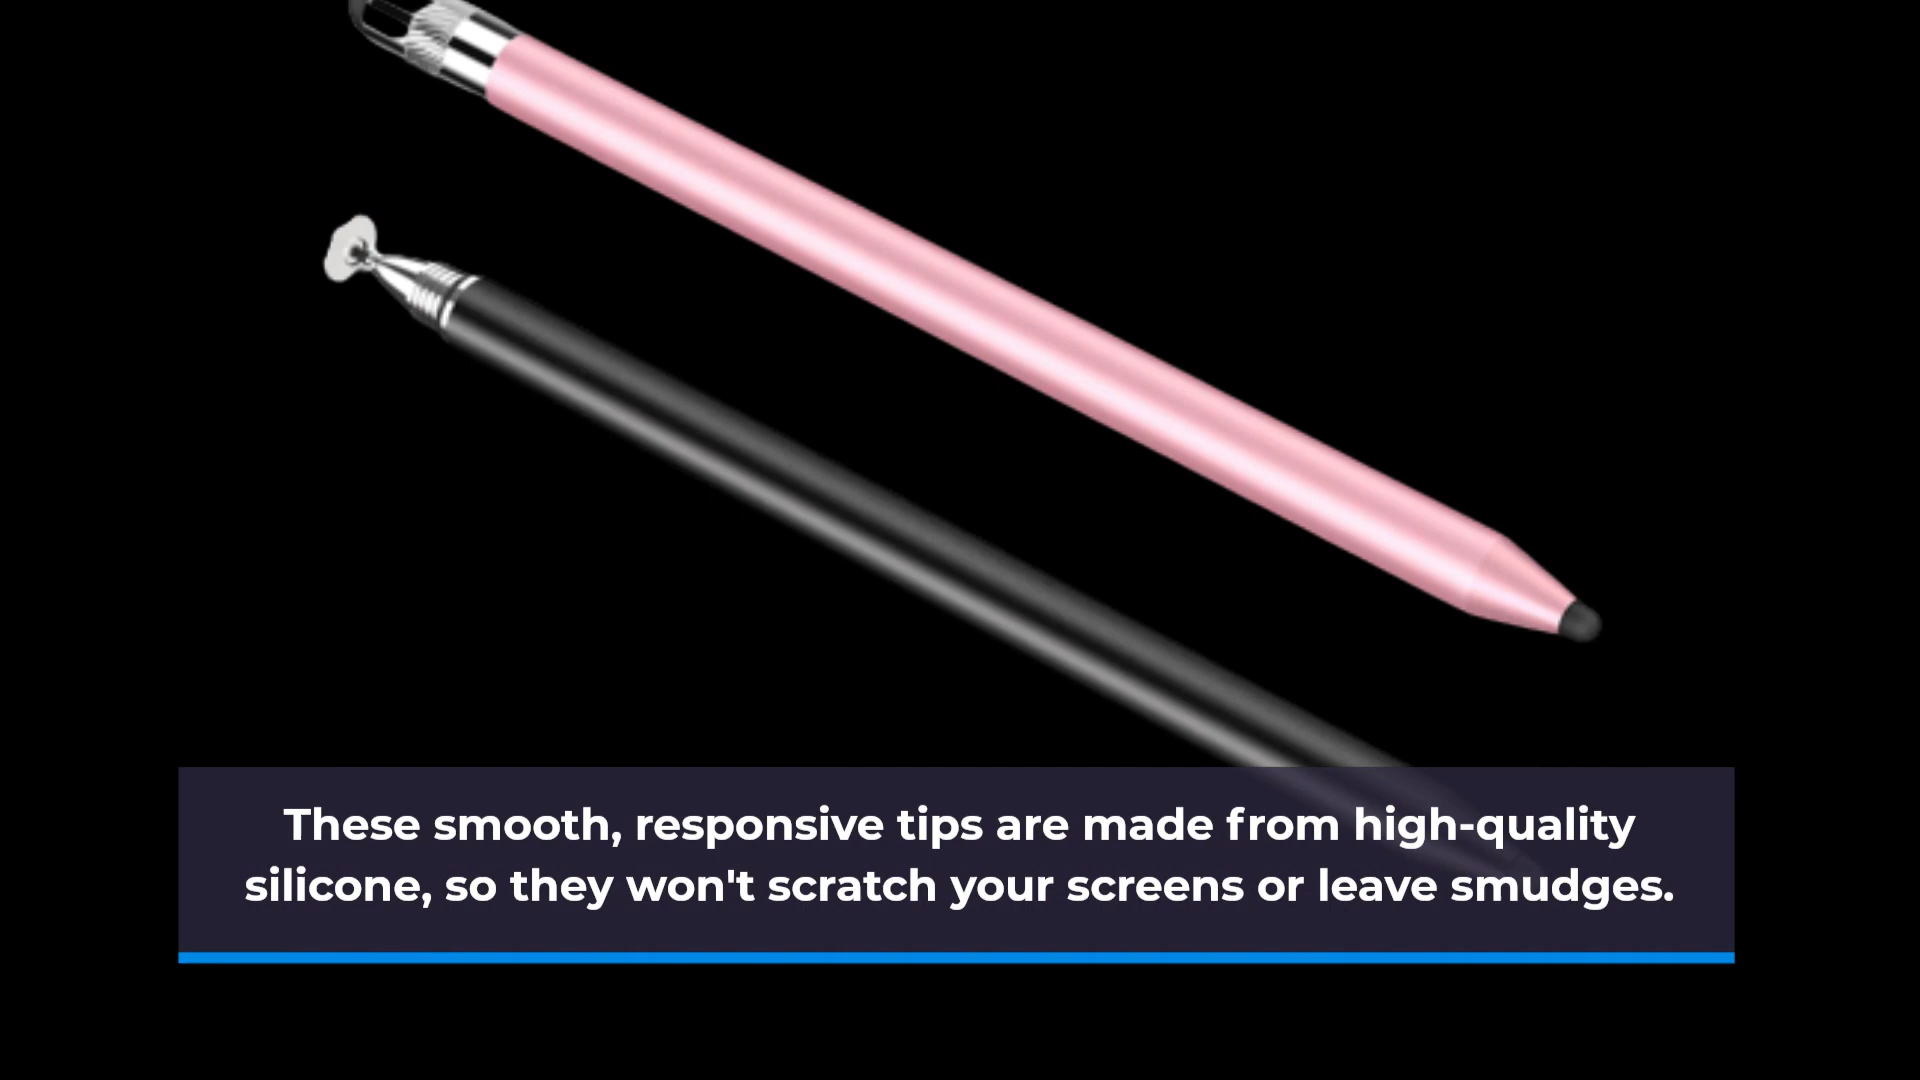 These smooth, responsive tips are made from high-quality
silicone, so they won't scratch your screens or leave smudges.